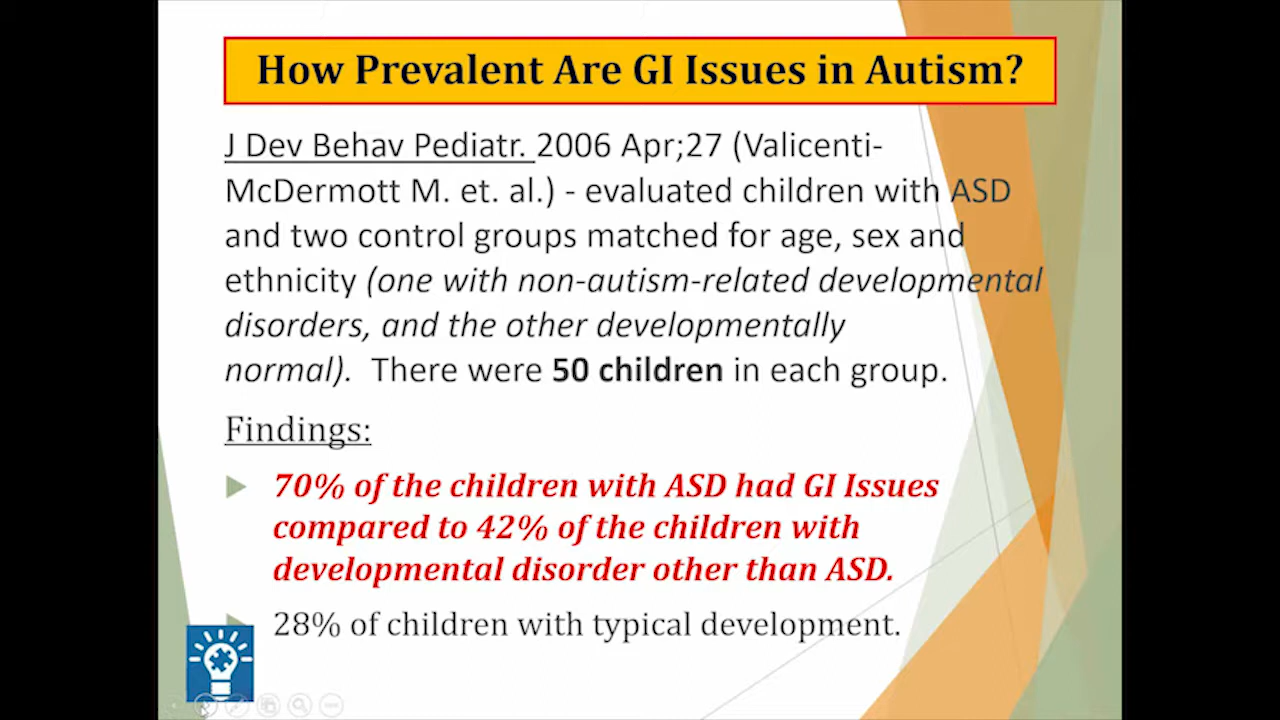 How Prevalent Are GI Issues in Autism?
J Dev Behav Pediatr. 2006 Apr;27 (Valicenti-
McDermott M. et. al.) - evaluated children with ASD
and two control groups matched for age, sex and
ethnicity (one with non-autism-related developmental
disorders, and the other developmentally
normal).  There were 50 children in each group.
Findings:
70% of the children with ASD had GI Issues
compared to 42% of the children with
developmental disorder other than ASD.
28% of children with typical development.